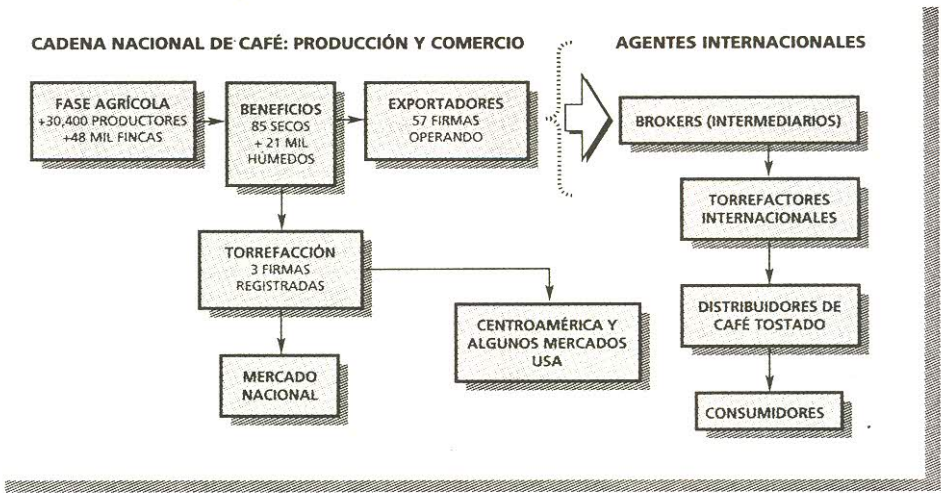 CADENA NACIONAL DE CAFÉ: PRODUCCIÓN Y COMERCIO
AGENTES INTERNACIONALES
FASE AGRÍCOLA
+30,400 PRODUCTORES
+48 MIL FINCAS
BENEFICIOS
85 SECOS
+ 21 MIL
HÚMEDOS
EXPORTADORES
57 FIRMAS
OPERANDO
BROKERS (INTERMEDIARIOS)
TORREFACTORES
INTERNACIONALES
TORREFACCIÓN
3 FIRMAS
REGISTRADAS
DISTRIBUIDORES DE
CAFÉ TOSTADO
CENTROAMÉRICA Y
ALGUNOS MERCADOS
USA
MERCADO
NACIONAL
CONSUMIDORES